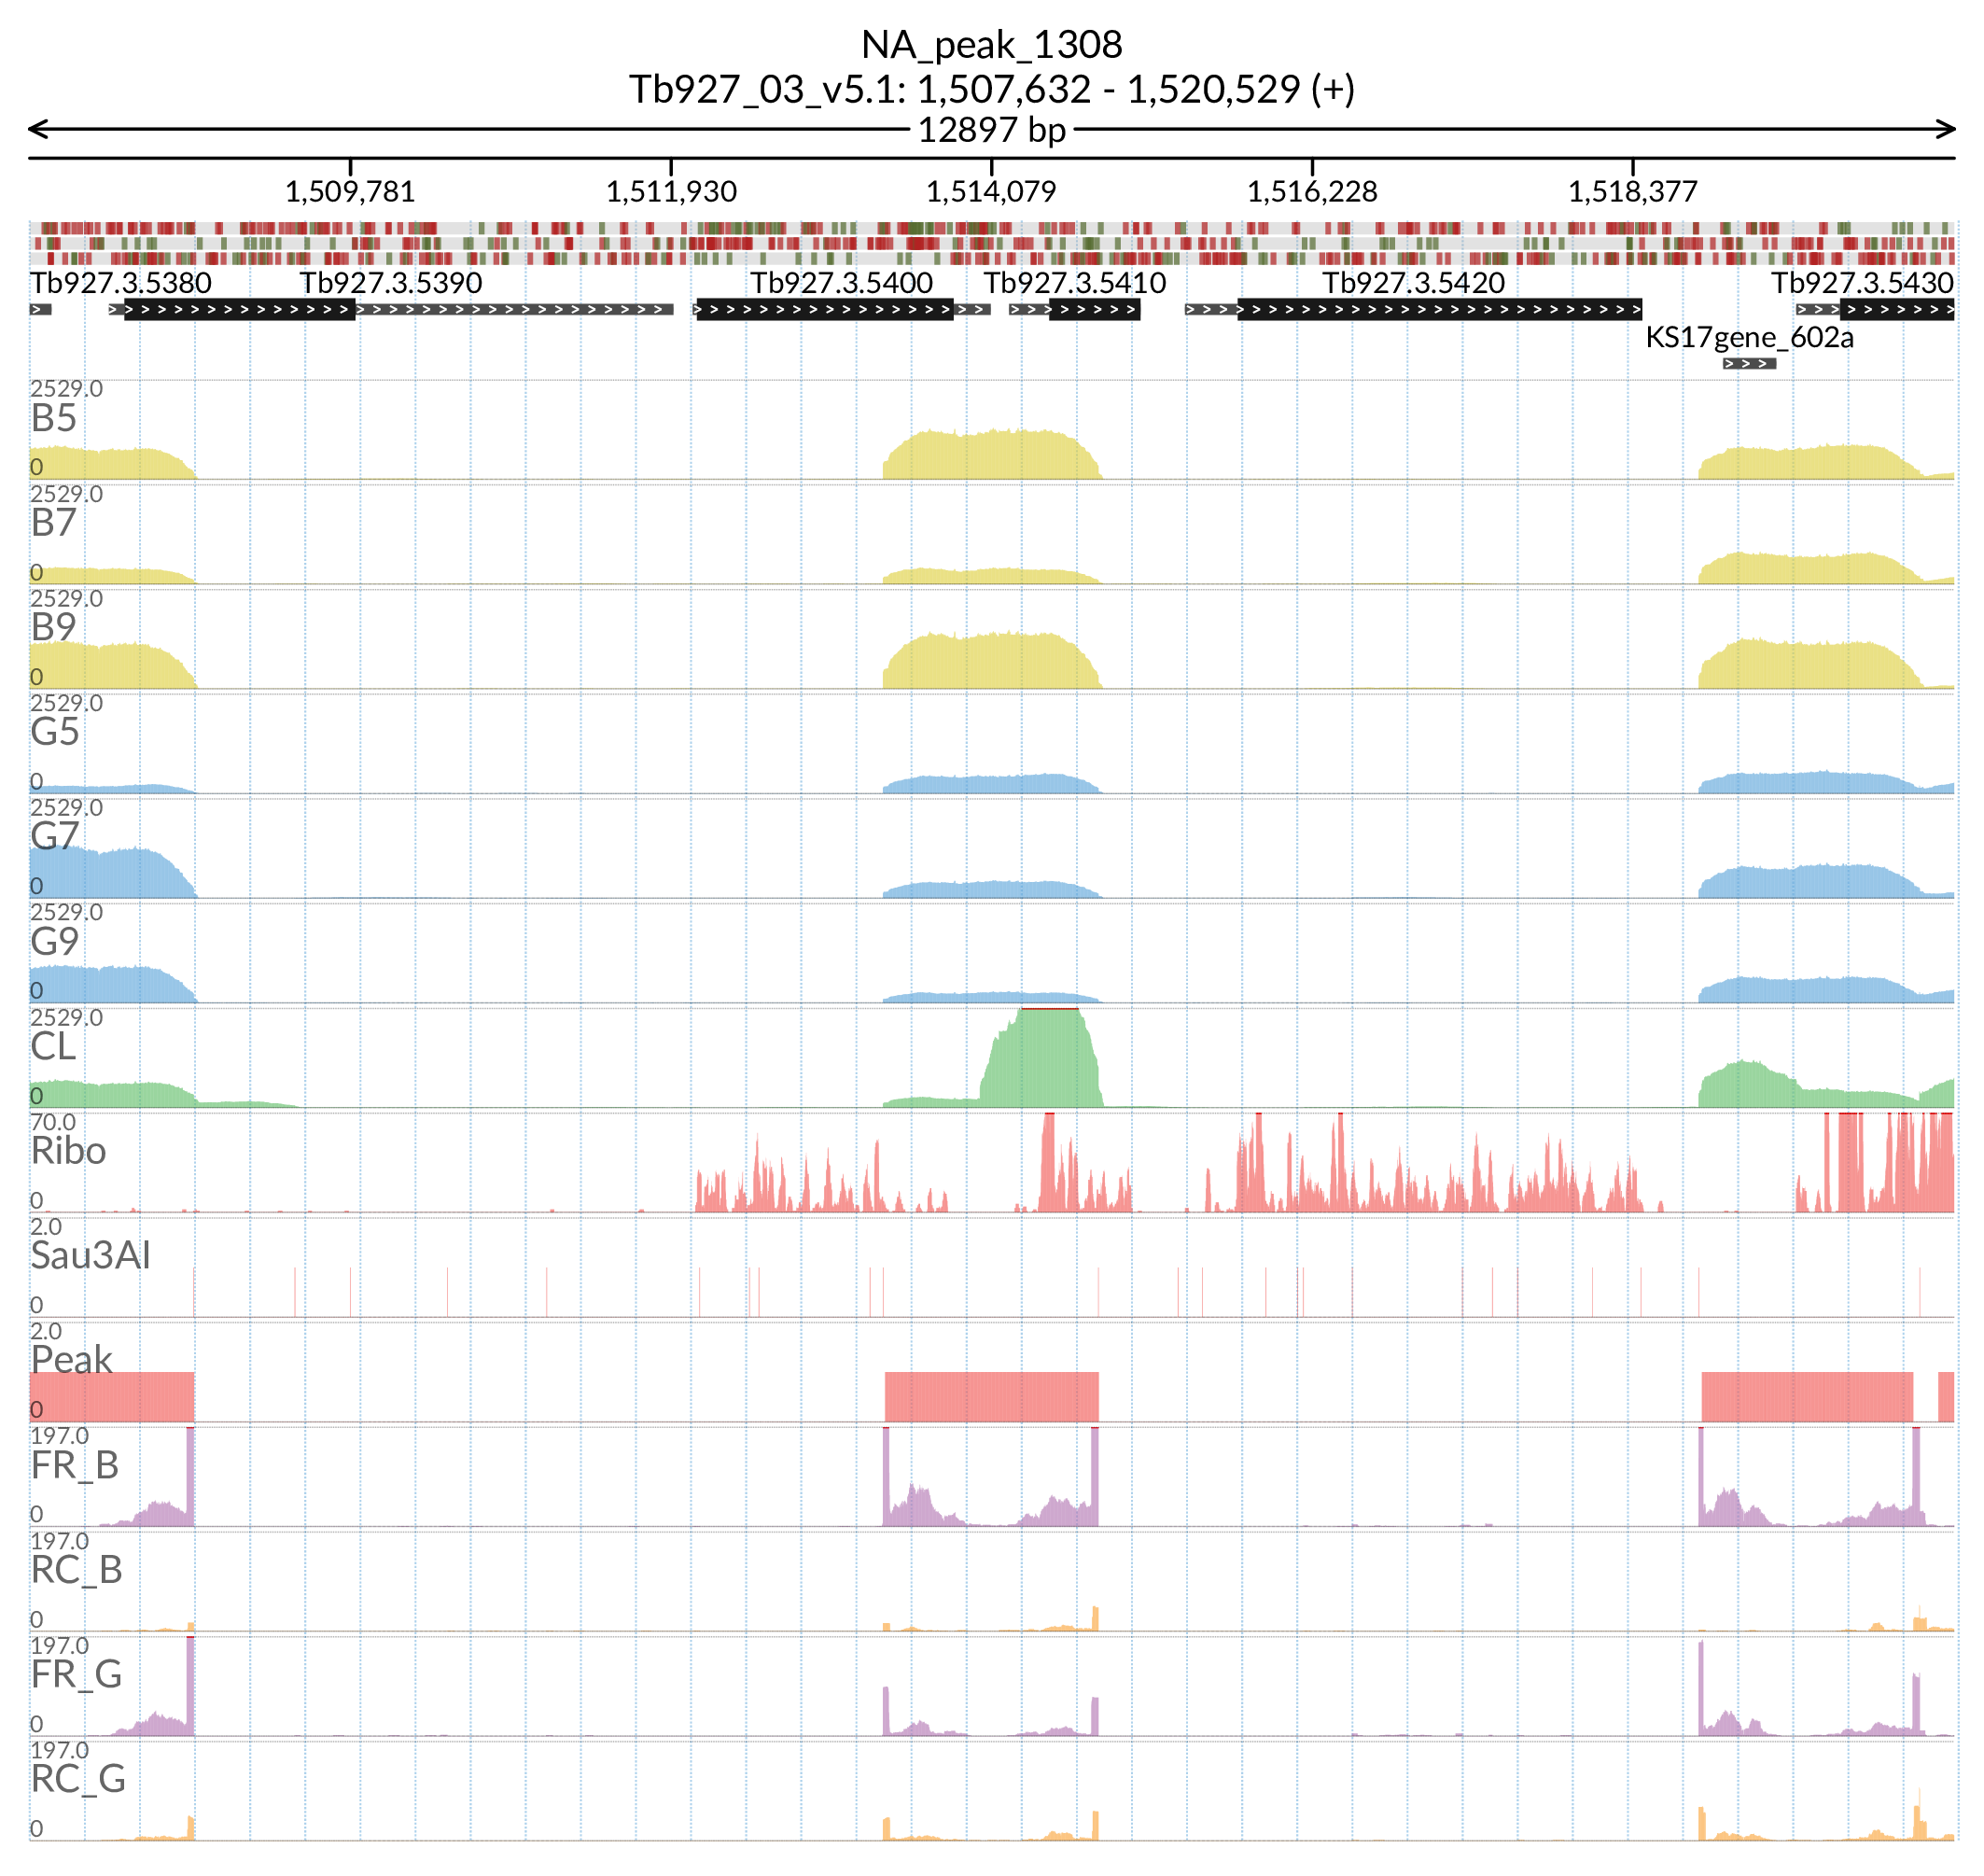 NA_peak_1308
Tb927_03_v5.1: 1,507,632 - 1,520,529 (+)
12897 bp
1,509,781 1,511,930 1,514,079 1,516,228 1,518,377
Tb927.3.5380 Tb927.3.5390 Tb927.3.5400 Tb927.3.5410 Tb927.3.5420 Tb927.3.5430
KS17gene_602a
2529.0
B5
0
2529.0
B7
0
2529.0
B9
0
2529.0
G5
0
2529.0
G7
0
2529.0
G9
0
2529.0
CL
0
70.0
Ribo
0
2.0
Sau3AI
0
2.0
Peak
0
197.0
FR_B
0
197.0
RC_B
0
197.0
FR_G
0
197.0
RC_G
0